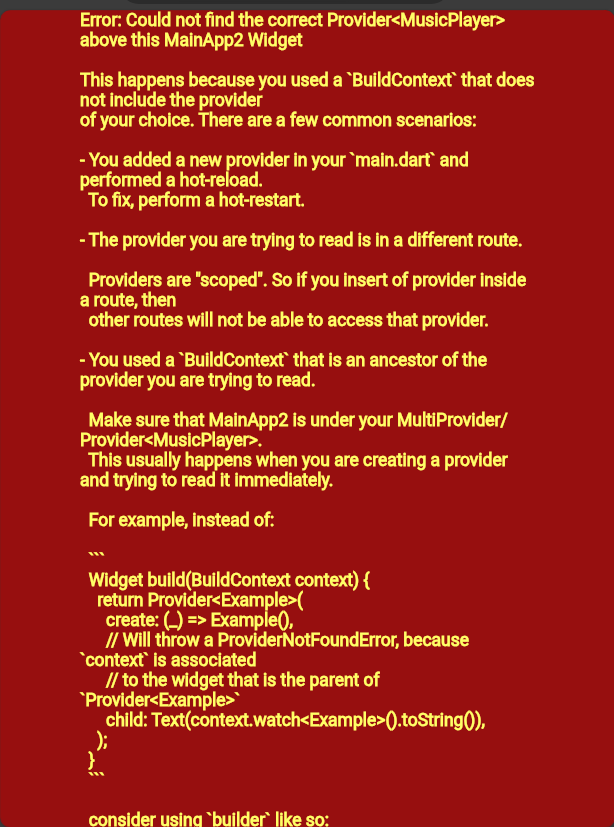 Error: Could not find the correct Provider<MusicPlayer>
above this MainApp2 Widget
This happens because you used a `BuildContext` that does
not include the provider
of your choice. There are a few common scenarios:
- You added a new provider in your `main.dart` and
performed a hot-reload.
To fix, perform a hot-restart.
- The provider you are trying to read is in a different route.
Providers are "scoped". So if you insert of provider inside
a route, then
other routes will not be able to access that provider.
- You used a `BuildContext` that is an ancestor of the
provider you are trying to read.
Make sure that MainApp2 is under your MultiProvider/
Provider<MusicPlayer>.
This usually happens when you are creating a provider
and trying to read it immediately.
For example, instead of:
```
Widget build(BuildContext context) {
return Provider<Example>(
create: (_) => Example(),
// Will throw a ProviderNotFoundError, because
`context` is associated
// to the widget that is the parent of
`Provider<Example>`
child: Text(context.watch<Example>().toString()),
);
}
```
consider using `builder` like so: